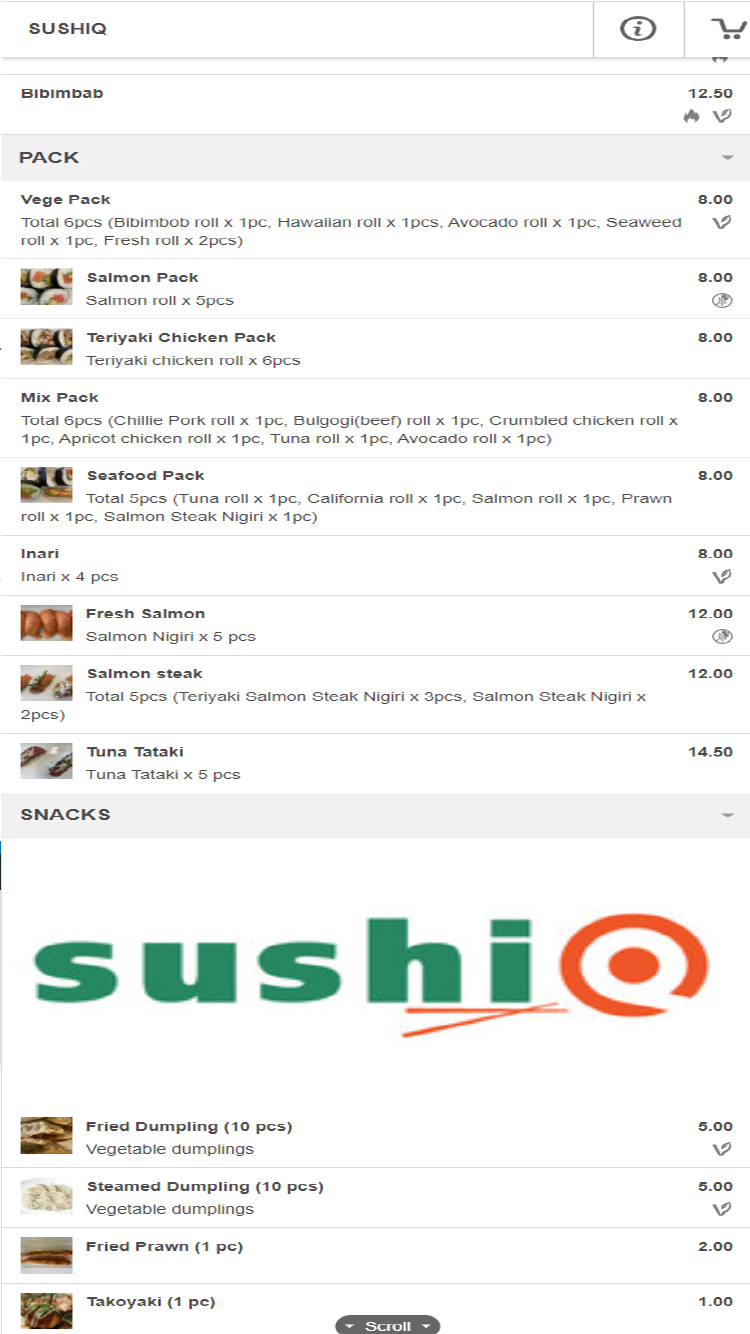 SUSHIQ
Bibimbab 12.50
PACK
Vege Pack 8.00
Total 6pcs (Bibimbob roll x 1pc, Hawaiian roll x 1pcs, Avocado roll x 1pc, Seaweed
roll x 1pc, Fresh roll x 2pcs)
Salmon Pack 8.00
Salmon roll x 5pcs
Teriyaki Chicken Pack 8.00
Teriyaki chicken roll x 6pcs
Mix Pack 8.00
Total 6pcs (Chillie Pork roll x 1pc, Bulgogi(beef) roll x 1pc, Crumbled chicken roll x
1pc, Apricot chicken roll x 1pc, Tuna roll x 1pc, Avocado roll x 1pc)
Seafood Pack 8.00
Total 5pcs (Tuna roll x 1pc, California roll x 1pc, Salmon roll x 1pc, Prawn
roll x 1pc, Salmon Steak Nigiri x 1pc)
Inari 8.00
Inari x 4 pcs
Fresh Salmon 12.00
Salmon Nigiri x 5 pcs
Salmon steak 12.00
Total 5pcs (Teriyaki Salmon Steak Nigiri x 3pcs, Salmon Steak Nigiri x
2pcs)
Tuna Tataki 14.50
Tuna Tataki x 5 pcs
SNACKS
sushiQ
Fried Dumpling (10 pcs) 5.00
Vegetable dumplings
Steamed Dumpling (10 pcs) 5.00
Vegetable dumplings
Fried Prawn (1 pc) 2.00
Takoyaki (1 pc) 1.00
Scroll